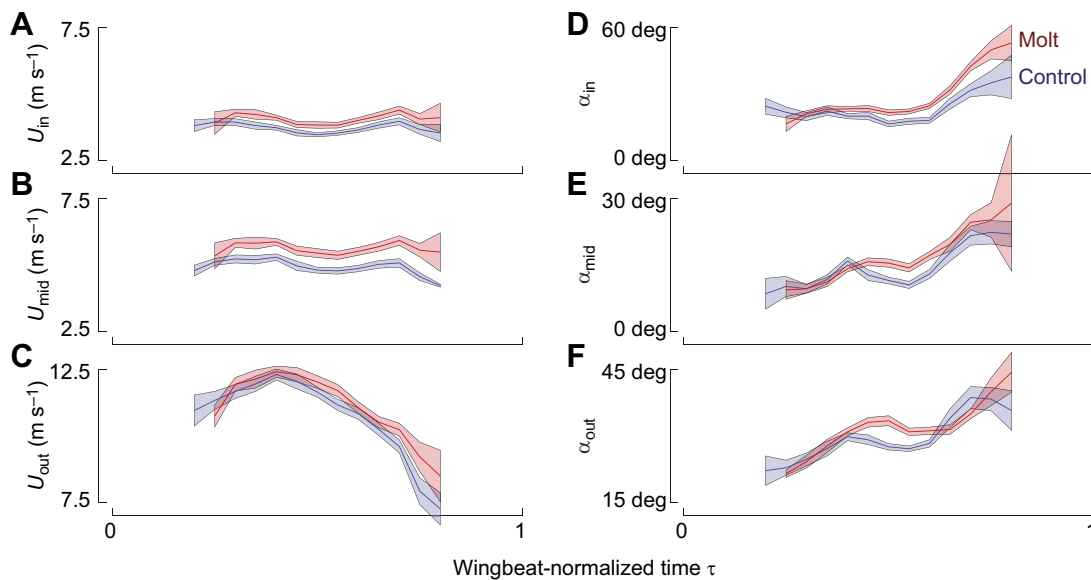 A
7.5
U_in (m s–1)
2.5
B
7.5
U_mid (m s–1)
2.5
C
12.5
U_out (m s–1)
7.5
0
1
D
60 deg
α_in
0 deg
Molt
Control
E
30 deg
α_mid
0 deg
F
45 deg
α_out
15 deg
0
1
Wingbeat-normalized time τ